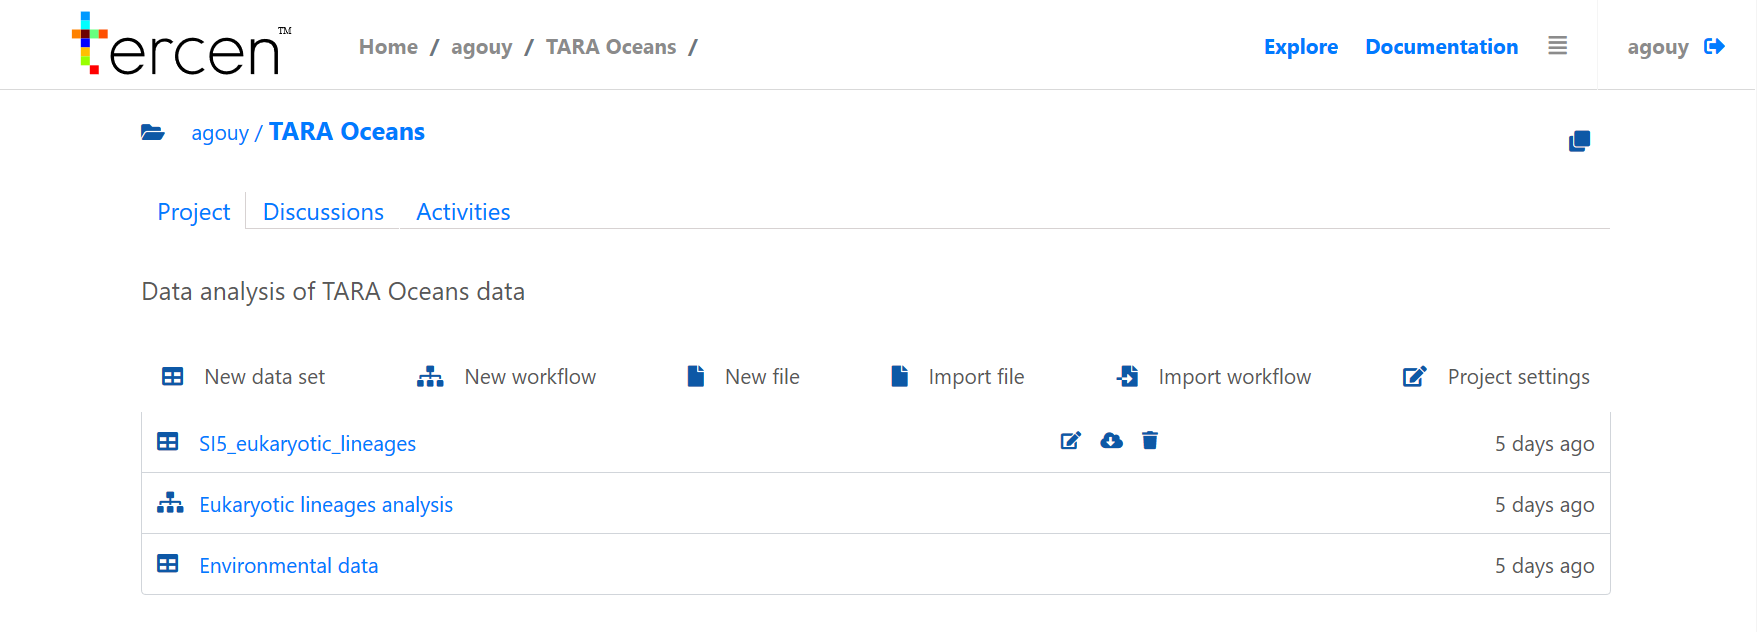 tercen™
Home / agouy / TARA Oceans /
Explore Documentation agouy
agouy / TARA Oceans
Project Discussions Activities
Data analysis of TARA Oceans data
New data set New workflow New file Import file Import workflow Project settings
SI5_eukaryotic_lineages 5 days ago
Eukaryotic lineages analysis 5 days ago
Environmental data 5 days ago